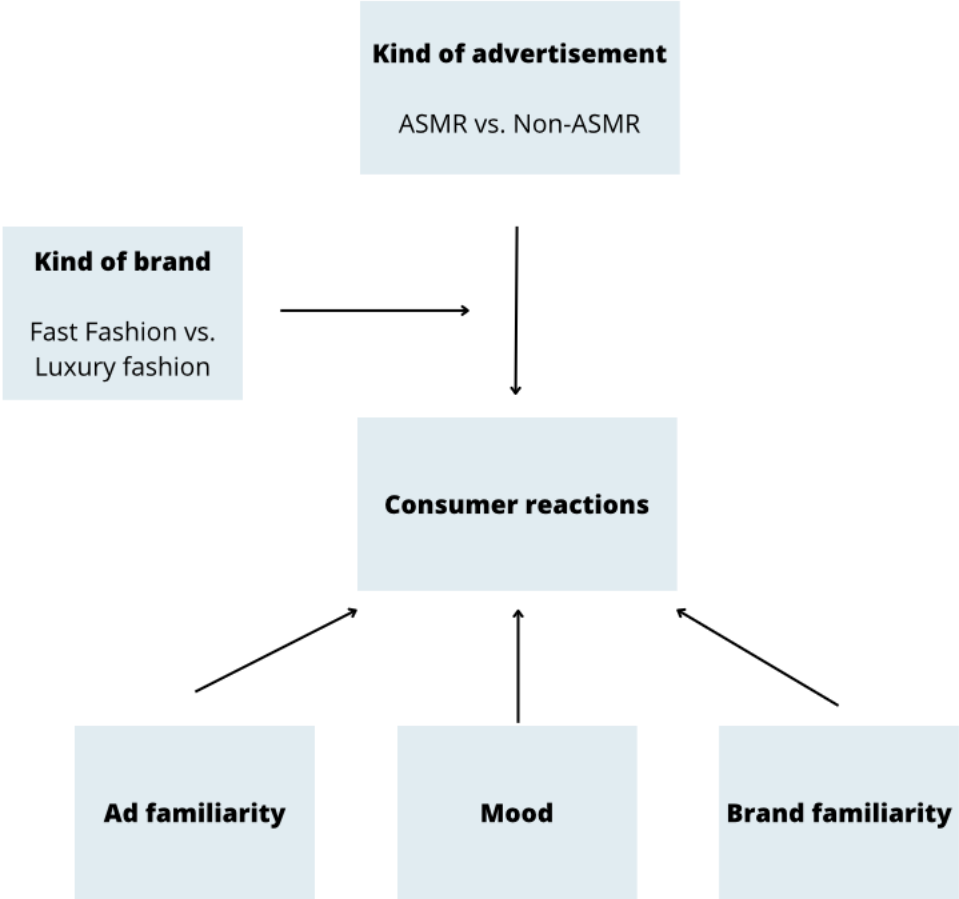 Kind of advertisement
ASMR vs. Non-ASMR
Kind of brand
Fast Fashion vs.
Luxury fashion
Consumer reactions
Ad familiarity
Mood
Brand familiarity